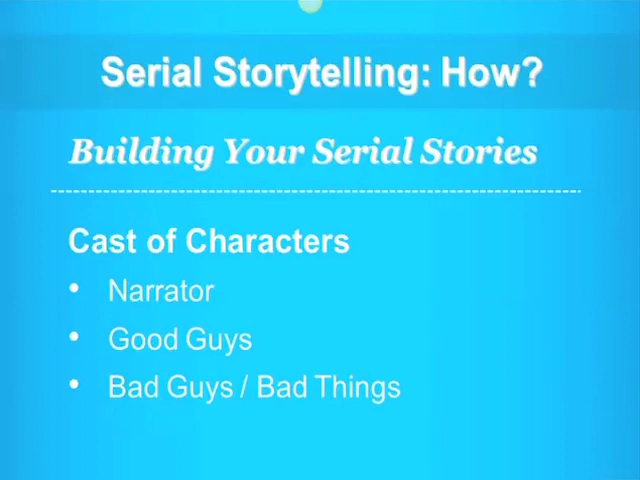 Serial Storytelling: How?
Building Your Serial Stories
Cast of Characters
• Narrator
• Good Guys
• Bad Guys / Bad Things